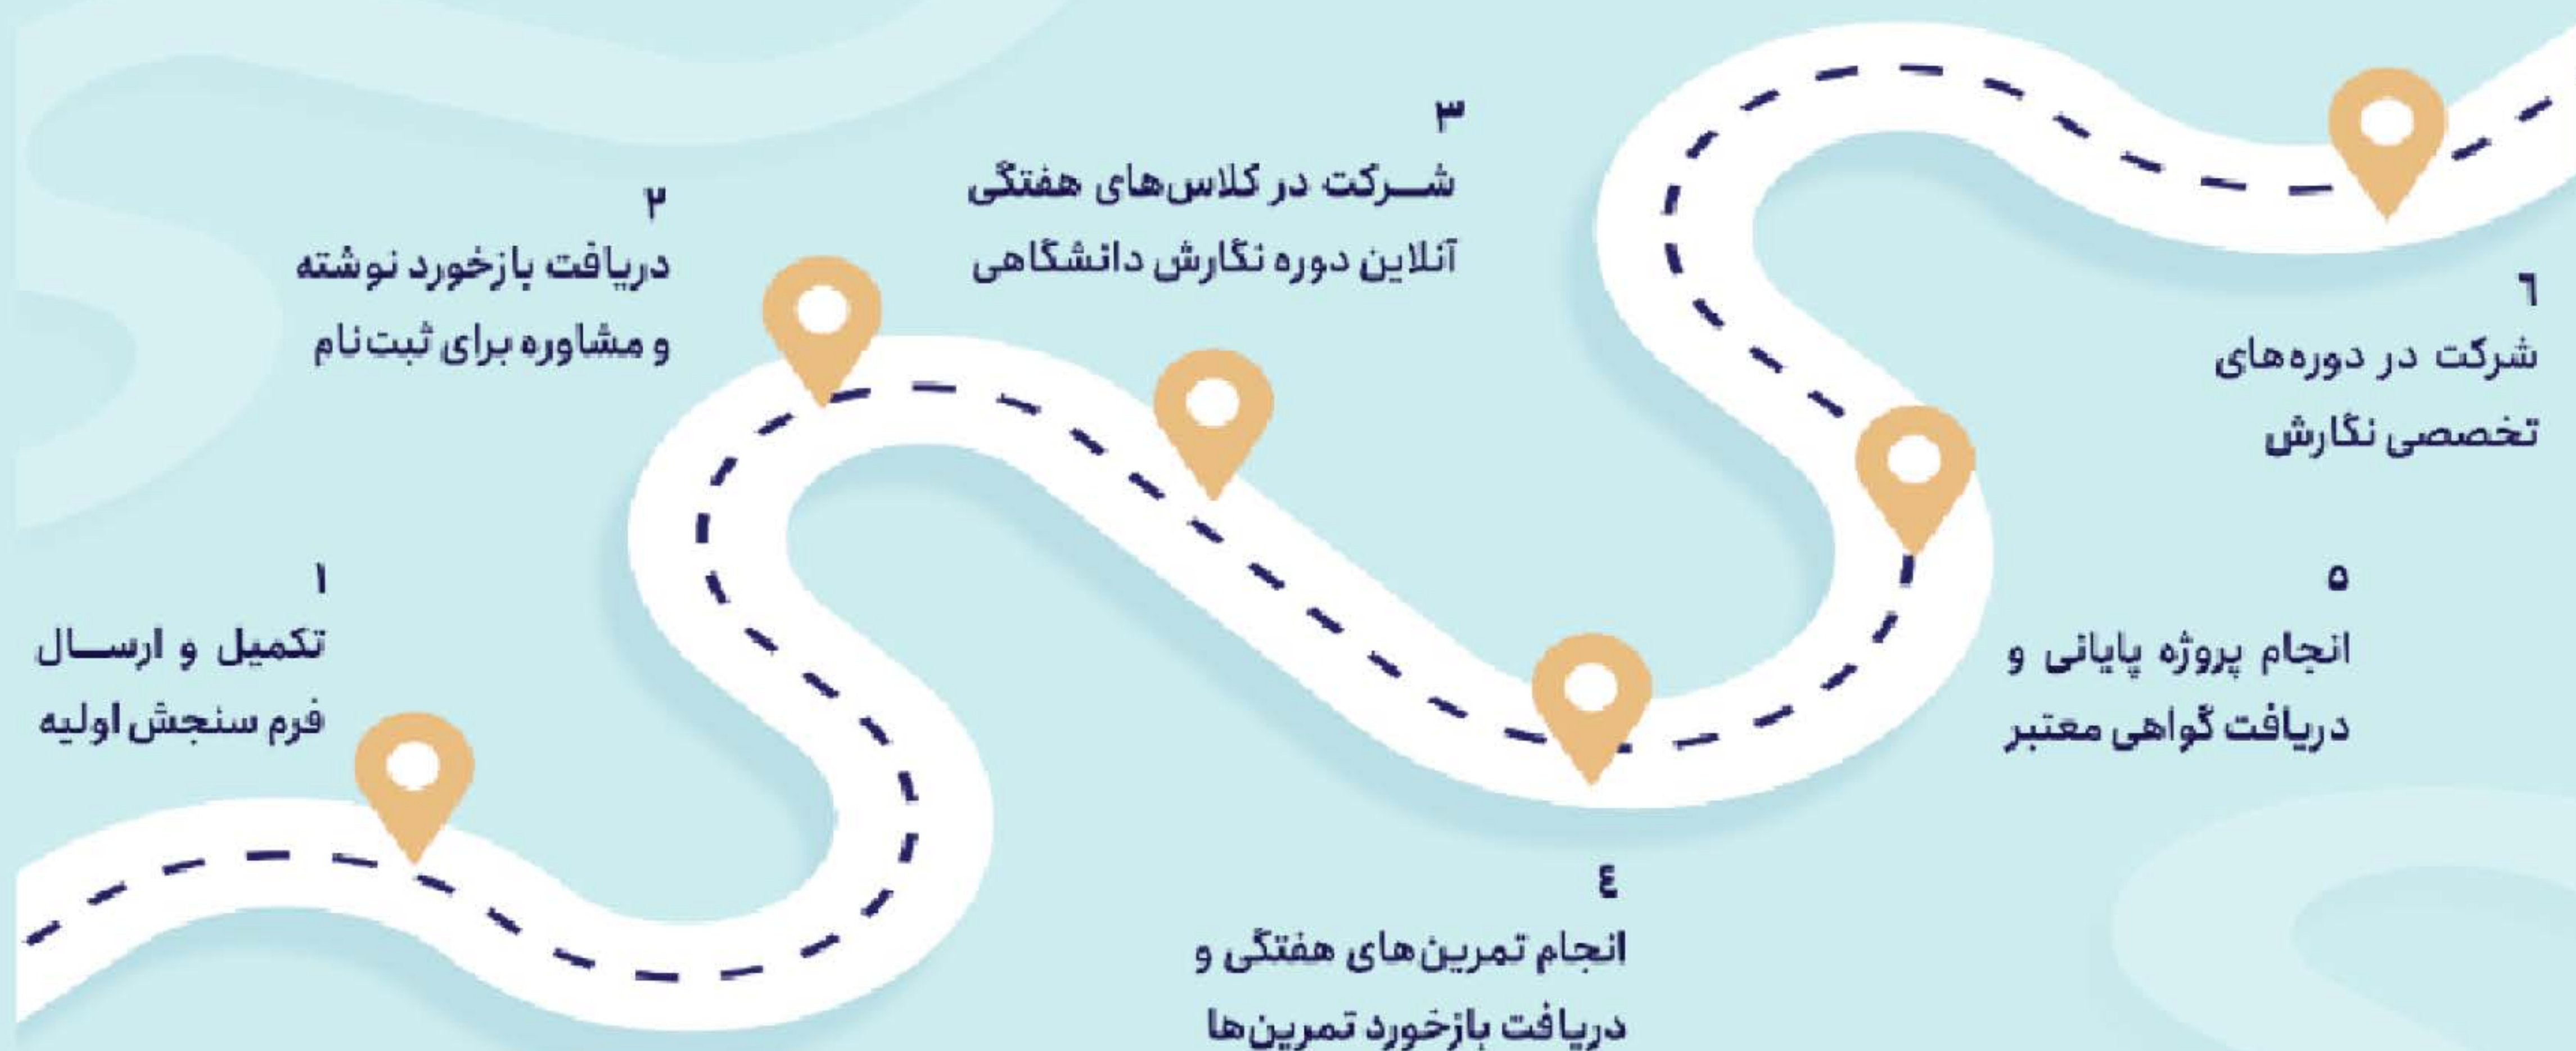 ۱
تکمیل و ارســال
فرم سنجش اولیه
۲
دریافت بازخورد نوشته
و مشاوره برای ثبت‌نام
۳
شــرکت در کلاس‌های هفتگی
آنلاین دوره نگارش دانشگاهی
٤
انجام تمرین‌های هفتگی و
دریافت بازخورد تمرین‌ها
۵
انجام پروژه پایانی و
دریافت گواهی معتبر
٦
شرکت در دوره‌های
تخصصی نگارش